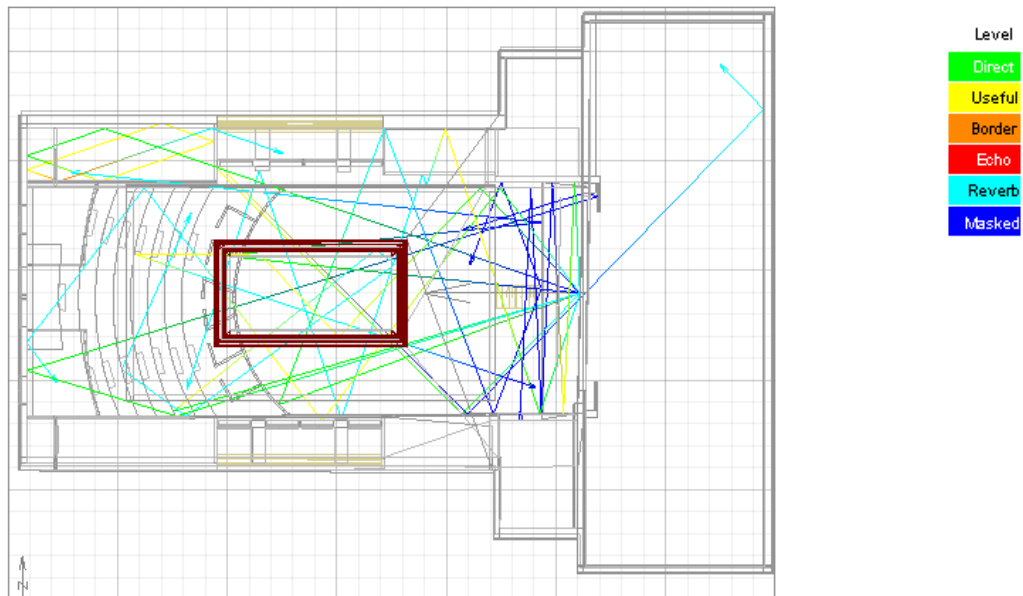 Level
Direct
Useful
Border
Echo
Reverb
Masked
N